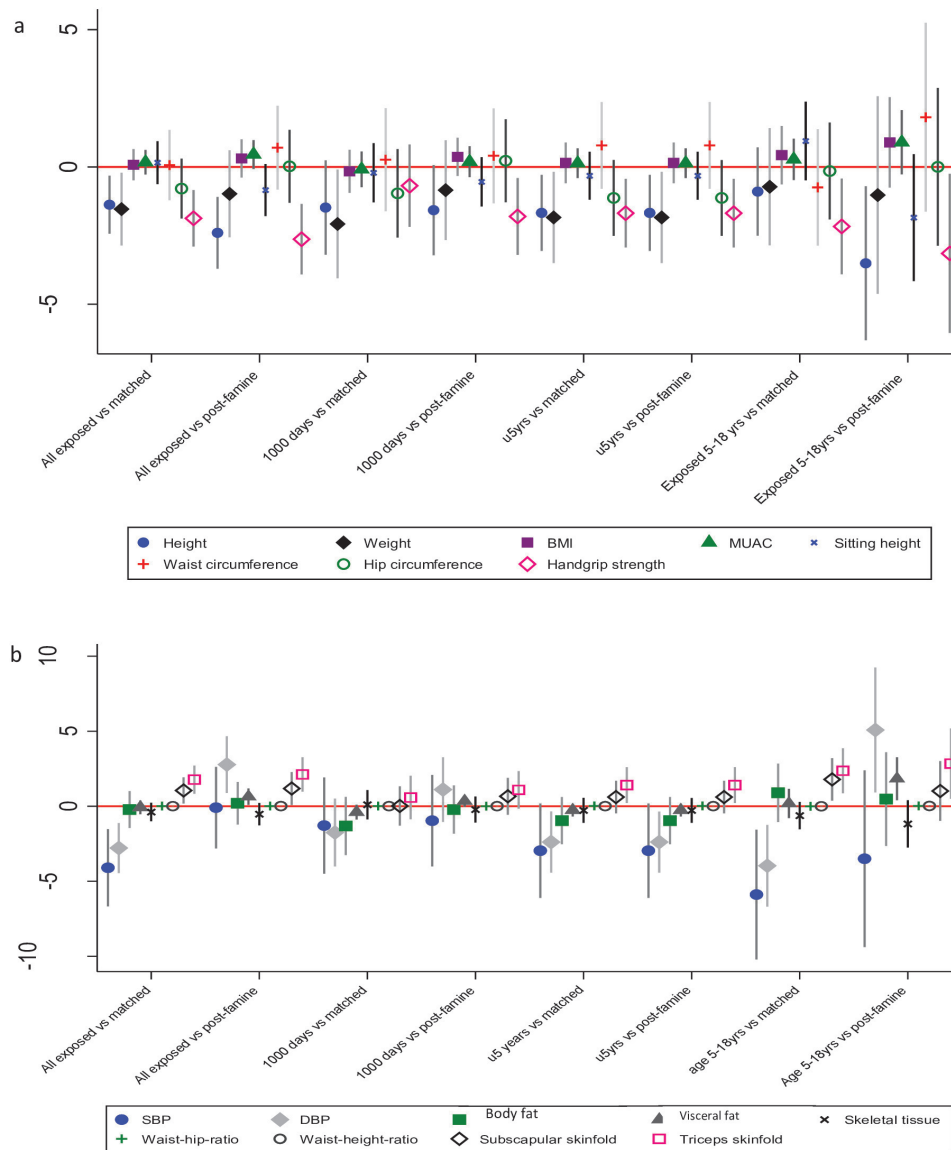 a
5
0
-5
All exposed vs matched
All exposed vs post-famine
1000 days vs matched
1000 days vs post-famine
u5yrs vs matched
u5yrs vs post-famine
Exposed 5-18 yrs vs matched
Exposed 5-18yrs vs post-famine
Height Weight BMI MUAC Sitting height
Waist circumference Hip circumference Handgrip strength
b
10
5
0
-5
-10
All exposed vs matched
All exposed vs post-famine
1000 days vs matched
1000 days vs post-famine
u5 years vs matched
u5yrs vs post-famine
age 5-18yrs vs matched
Age 5-18yrs vs post-famine
SBP DBP Body fat Visceral fat Skeletal tissue
Waist-hip-ratio Waist-height-ratio Subscapular skinfold Triceps skinfold